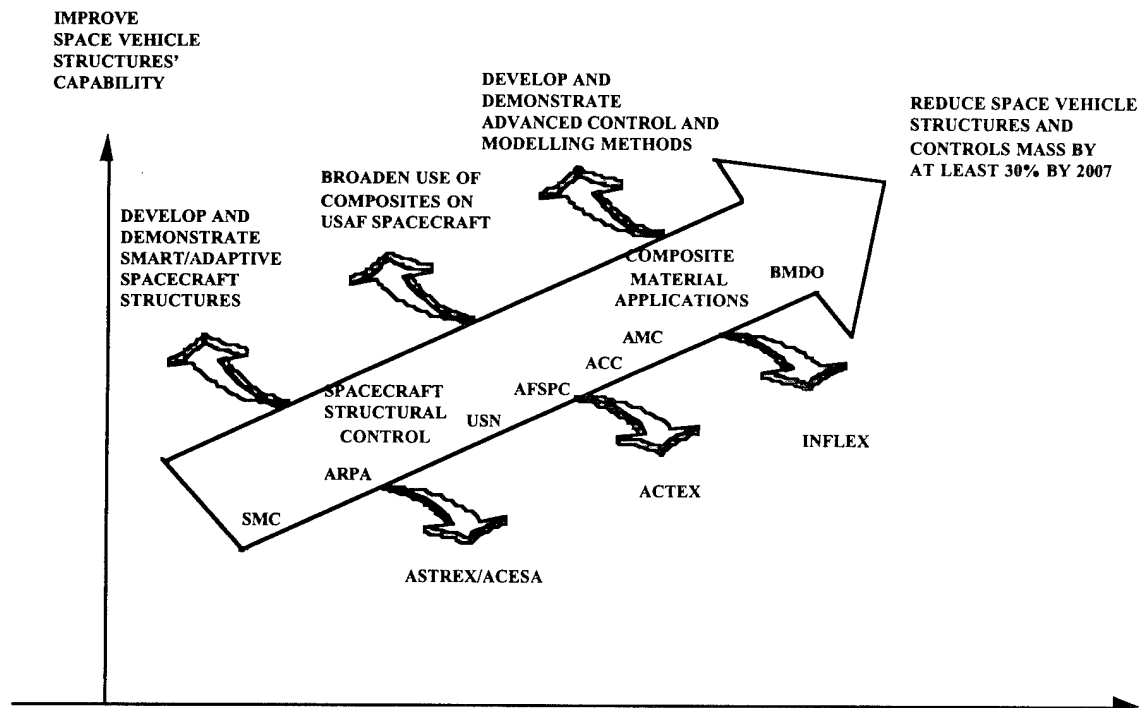 IMPROVE
SPACE VEHICLE
STRUCTURES'
CAPABILITY
DEVELOP AND
DEMONSTRATE
ADVANCED CONTROL AND
MODELLING METHODS
REDUCE SPACE VEHICLE
STRUCTURES AND
CONTROLS MASS BY
AT LEAST 30% BY 2007
BROADEN USE OF
COMPOSITES ON
USAF SPACECRAFT
DEVELOP AND
DEMONSTRATE
SMART/ADAPTIVE
SPACECRAFT
STRUCTURES
COMPOSITE
MATERIAL
APPLICATIONS
BMDO
AMC
ACC
AFSPC
SPACECRAFT
STRUCTURAL
CONTROL
USN
ARPA
SMC
INFLEX
ACTEX
ASTREX/ACESA